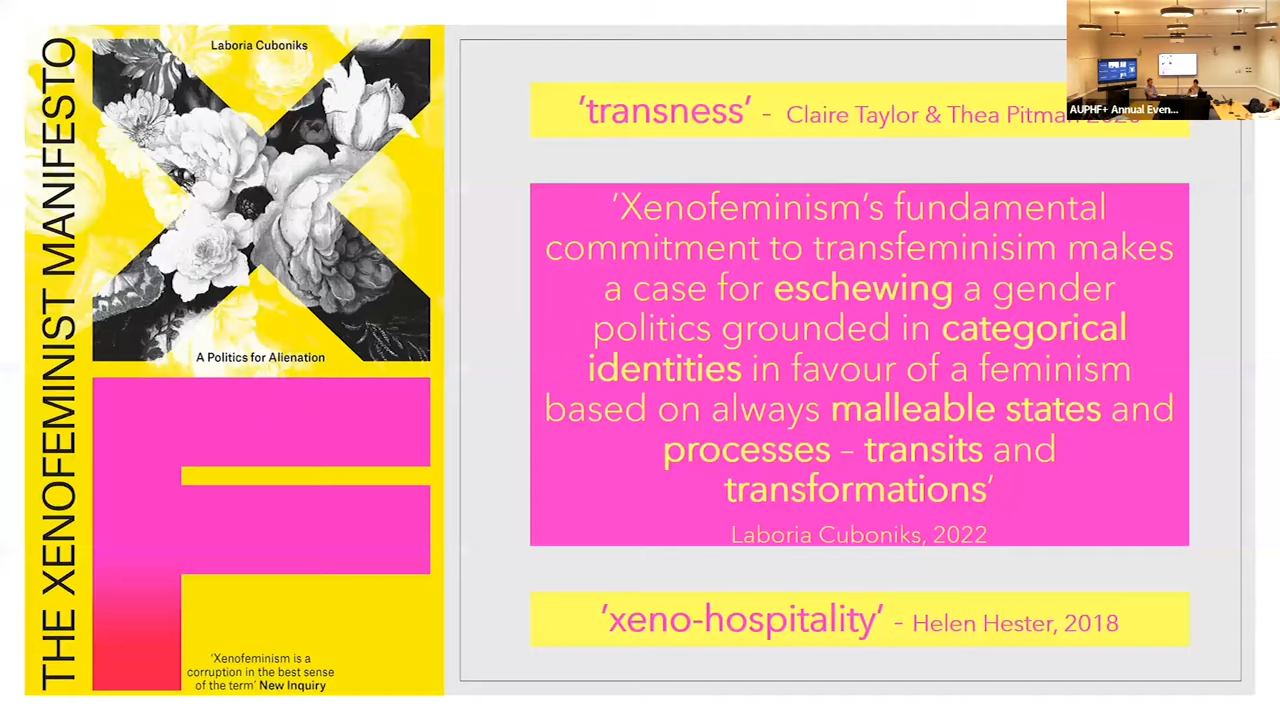 THE XENOFEMINIST MANIFESTO
Laboria Cuboniks
A Politics for Alienation
'Xenofeminism is a
corruption in the best sense
of the term' New Inquiry
'transness' – Claire Taylor & Thea Pitman
'Xenofeminism's fundamental
commitment to transfeminisim makes
a case for eschewing a gender
politics grounded in categorical
identities in favour of a feminism
based on always malleable states and
processes – transits and
transformations'
Laboria Cuboniks, 2022
'xeno-hospitality' – Helen Hester, 2018
AUPHF+ Annual Even...